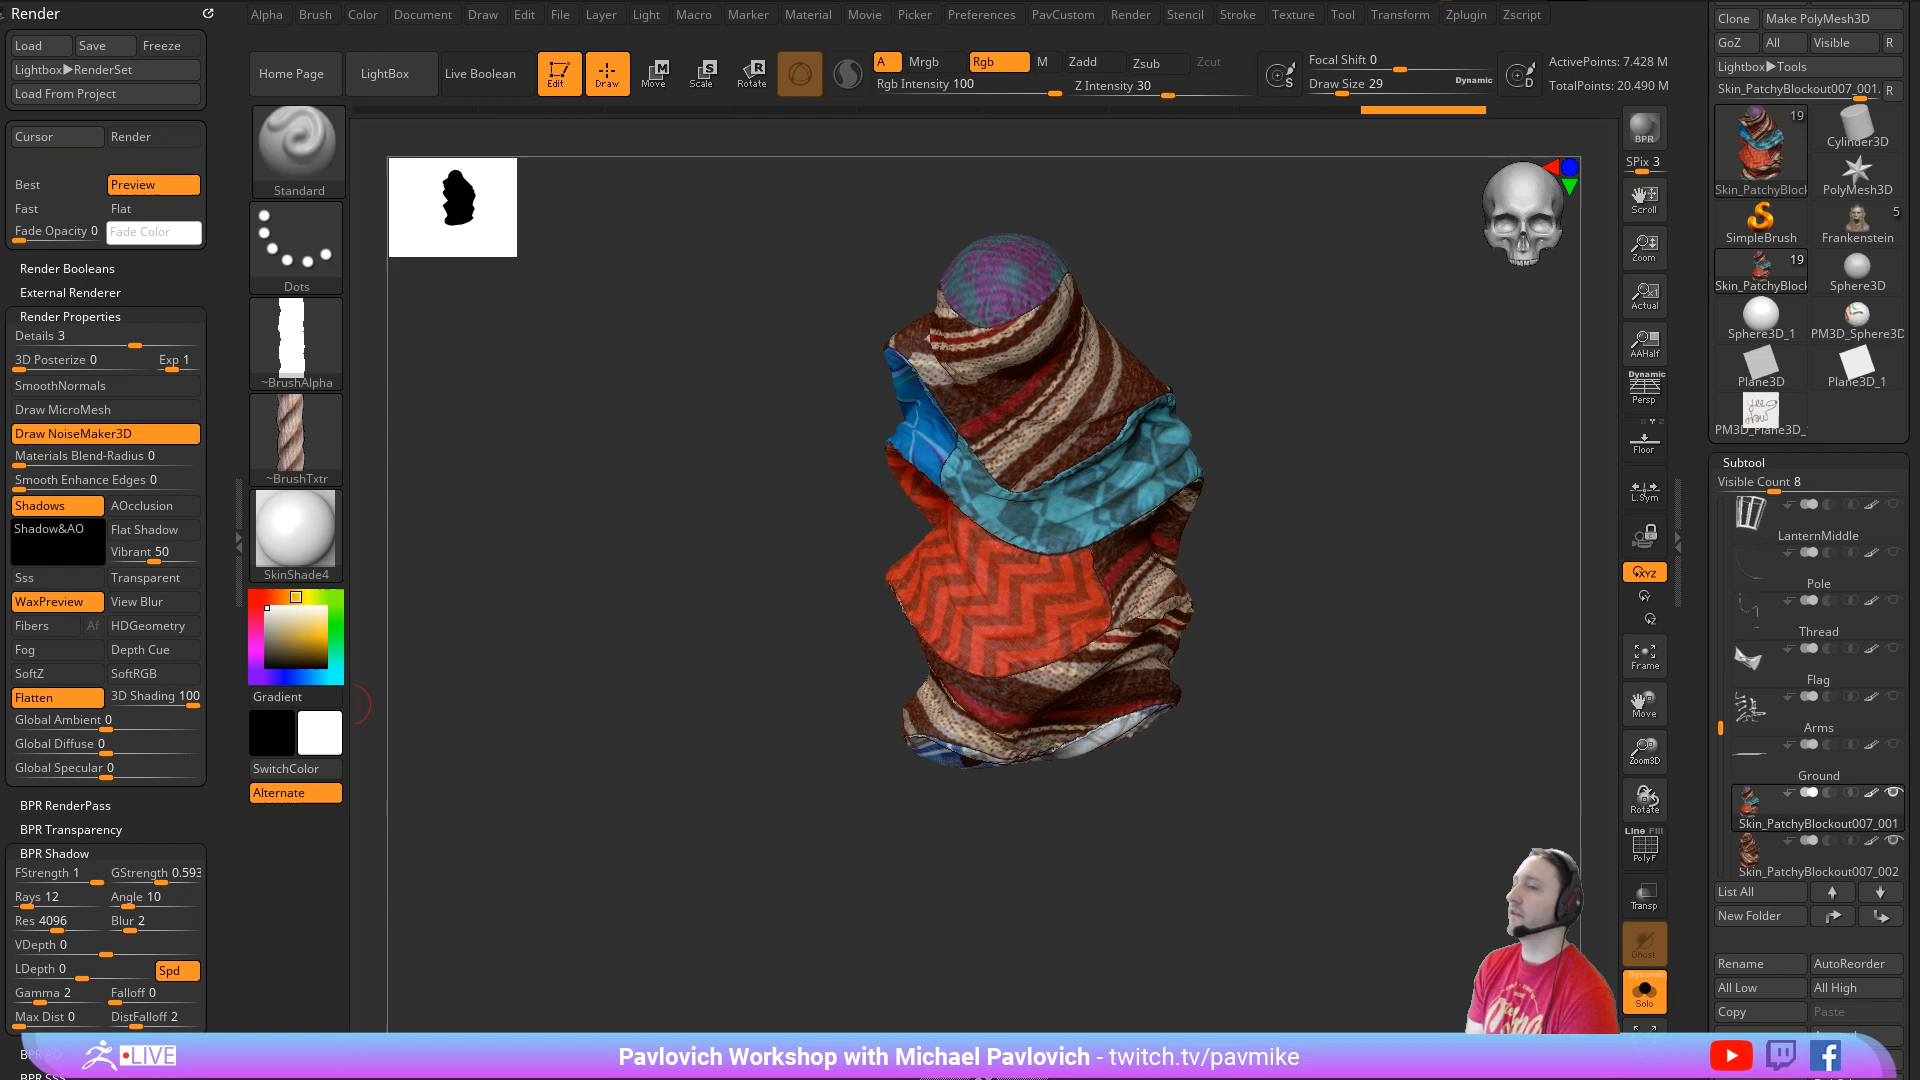 Render
Alpha Brush Color Document Draw Edit File Layer Light Macro Marker Material Movie Picker Preferences PavCustom Render Stencil Stroke Texture Tool Transform Zplugin Zscript
Clone Make PolyMesh3D
Load Save Freeze
GoZ All Visible R
Lightbox▶RenderSet
Home Page LightBox Live Boolean
Edit Draw Move Scale Rotate
A Mrgb Rgb M Zadd Zsub Zcut
Rgb Intensity 100 Z Intensity 30
Focal Shift 0
Draw Size 29 Dynamic
S
D
ActivePoints: 7.428 M
TotalPoints: 20.490 M
Lightbox▶Tools
Load From Project
Skin_PatchyBlockout007_001. R
Cursor Render
Best Preview
Fast Flat
Fade Opacity 0 Fade Color
Render Booleans
External Renderer
Render Properties
Details 3
3D Posterize 0 Exp 1
SmoothNormals
Draw MicroMesh
Draw NoiseMaker3D
Materials Blend-Radius 0
Smooth Enhance Edges 0
Shadows AOcclusion
Shadow&AO Flat Shadow
Vibrant 50
Sss Transparent
WaxPreview View Blur
Fibers Af HDGeometry
Fog Depth Cue
SoftZ SoftRGB
Flatten 3D Shading 100
Global Ambient 0
Global Diffuse 0
Global Specular 0
BPR RenderPass
BPR Transparency
BPR Shadow
FStrength 1 GStrength 0.593
Rays 12 Angle 10
Res 4096 Blur 2
VDepth 0
LDepth 0 Spd
Gamma 2 Falloff 0
Max Dist 0 DistFalloff 2
Standard
Dots
~BrushAlpha
~BrushTxtr
SkinShade4
Gradient
SwitchColor
Alternate
BPR
SPix 3
Scroll
Zoom
Actual
AAHalf
Dynamic
Persp
Floor
L.Sym
XYZ
Y
Z
Frame
Move
Zoom3D
Rotate
Line Fill
PolyF
Transp
Ghost
Dynamic
Solo
19
Skin_PatchyBlock
Cylinder3D
PolyMesh3D
SimpleBrush
5
Frankenstein
19
Skin_PatchyBlock
Sphere3D
Sphere3D_1
PM3D_Sphere3D
Plane3D
Plane3D_1
PM3D_Plane3D_
Subtool
Visible Count 8
LanternMiddle
Pole
Thread
Flag
Arms
Ground
Skin_PatchyBlockout007_001
Skin_PatchyBlockout007_002
List All
New Folder
Rename AutoReorder
All Low All High
Copy Paste
LIVE
Pavlovich Workshop with Michael Pavlovich - twitch.tv/pavmike